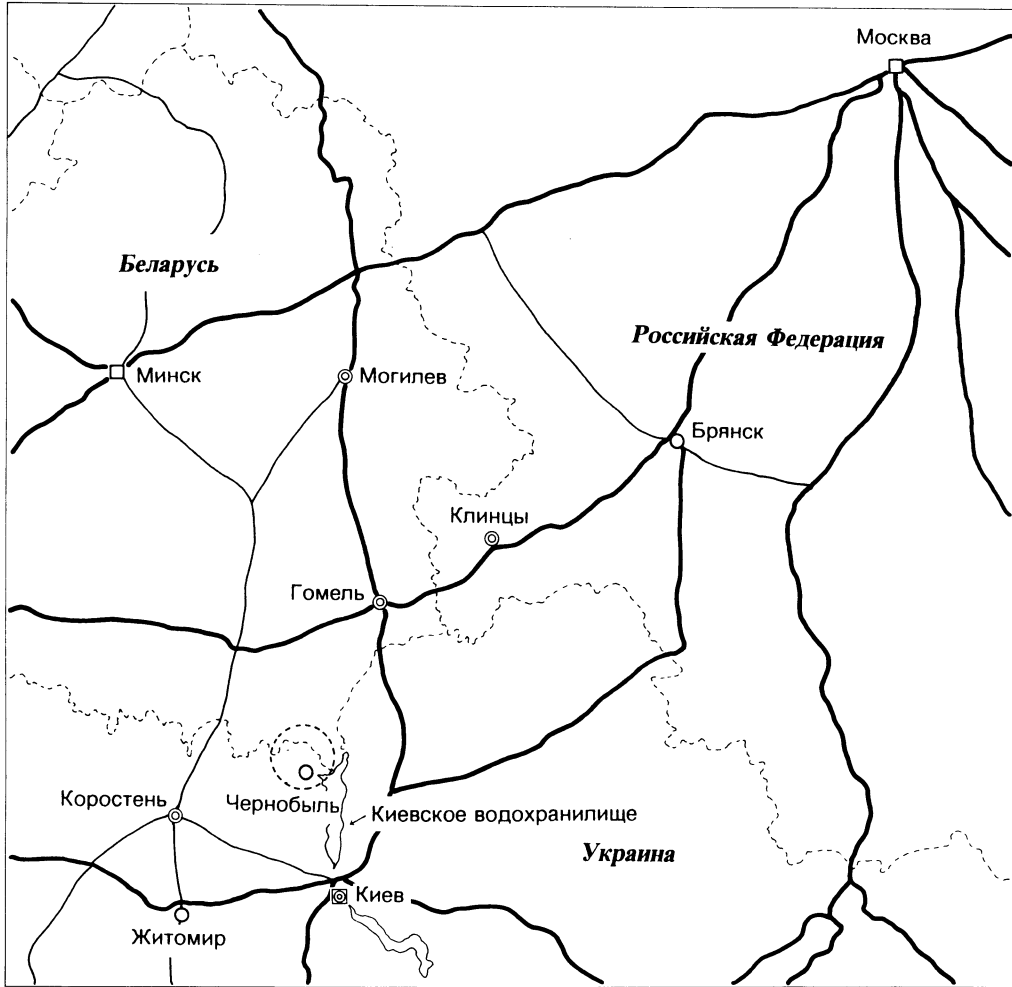 Москва
Беларусь
Российская Федерация
Минск
Могилев
Брянск
Клинцы
Гомель
Коростень
Чернобыль
Киевское водохранилище
Украина
Киев
Житомир